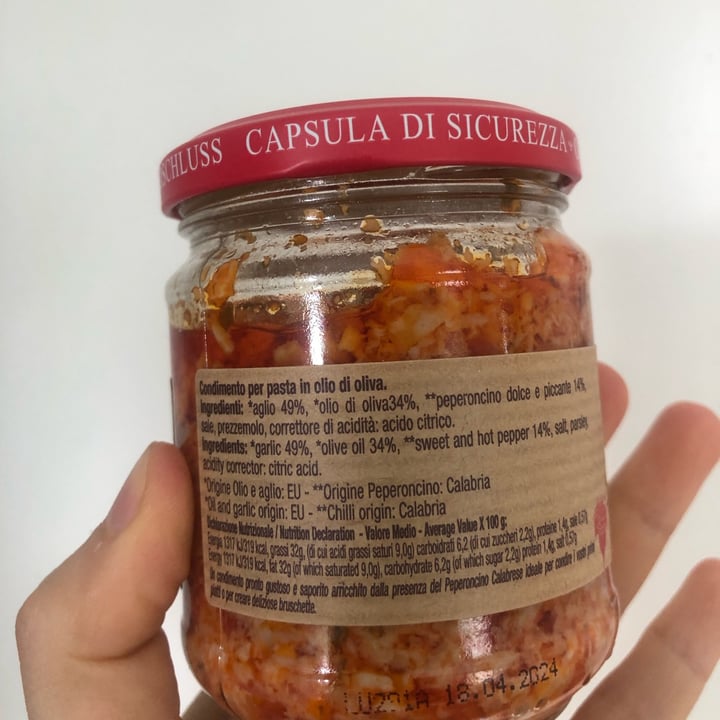 SCHLUSS CAPSULA DI SICUREZZA
Condimento per pasta in olio di oliva.
Ingredienti: *aglio 49%, *olio di oliva34%, **peperoncino dolce e piccante 14%,
sale, prezzemolo, correttore di acidità: acido citrico.
Ingredients: *garlic 49%, *olive oil 34%, **sweet and hot pepper 14%, salt, parsley,
acidity corrector: citric acid.
*Origine Olio e aglio: EU - **Origine Peperoncino: Calabria
*Oil and garlic origin: EU - **Chilli origin: Calabria
Dichiarazione Nutrizionale / Nutrition Declaration - Valore Medio - Average Value X 100 g:
Energia 1317 kJ/319 kcal, grassi 32g, (di cui acidi grassi saturi 9,0g) carboidrati 6,2 (di cui zuccheri 2,2g), proteine 1,4g, sale 0,57g
Energy 1317 kJ/319 kcal, fat 32g (of which saturated 9,0g), carbohydrate 6,2g (of which sugar 2,2g) protein 1,4g, salt 0,57g
Un condimento pronto gustoso e saporito arricchito dalla presenza del Peperoncino Calabrese ideale per condire i vostri primi
piatti o per creare deliziose bruschette.
18.04.2024